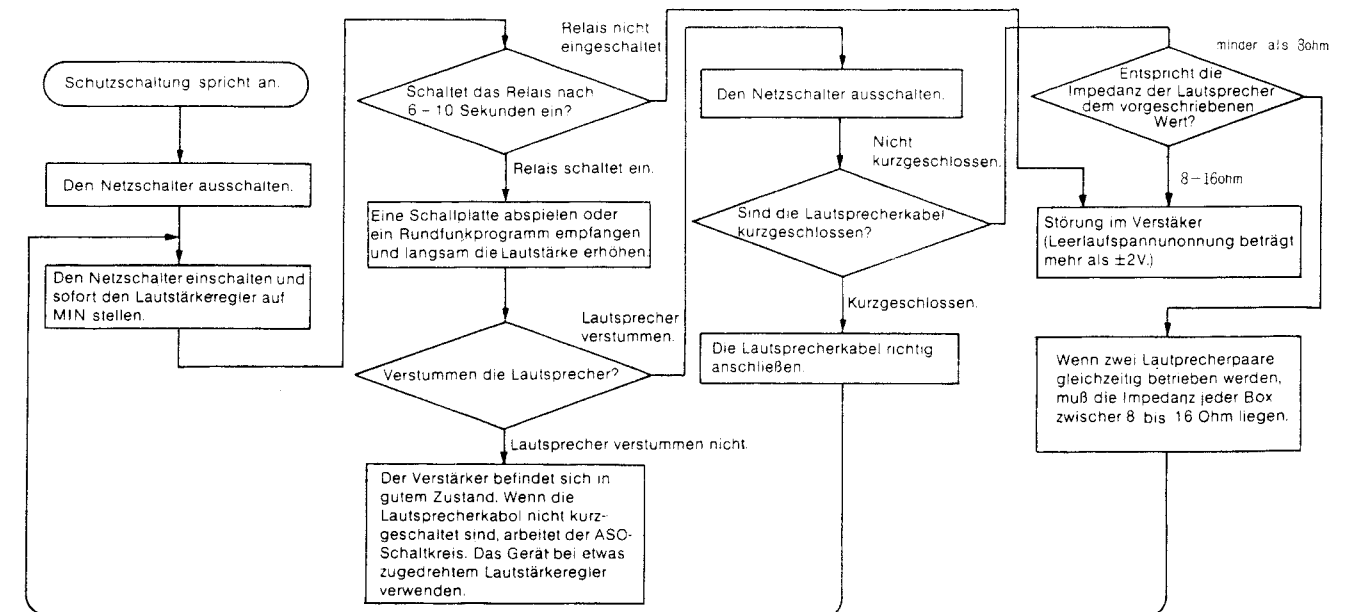 Schutzschaltung spricht an.
Den Netzschalter ausschalten.
Den Netzschalter einschalten und
sofort den Lautstärkeregler auf
MIN stellen.
Schaltet das Relais nach
6 – 10 Sekunden ein?
Relais nicht
eingeschaltet
Relais schaltet ein.
Eine Schallplatte abspielen oder
ein Rundfunkprogramm empfangen
und langsam die Lautstärke erhöhen.
Verstummen die Lautsprecher?
Lautsprecher
verstummen.
Lautsprecher verstummen nicht.
Der Verstärker befindet sich in
gutem Zustand. Wenn die
Lautsprecherkabol nicht kurz-
geschaltet sind, arbeitet der ASO-
Schaltkreis. Das Gerät bei etwas
zugedrehtem Lautstärkeregler
verwenden.
Den Netzschalter ausschalten.
Nicht
kurzgeschlossen.
Sind die Lautsprecherkabel
kurzgeschlossen?
Kurzgeschlossen.
Die Lautsprecherkabel richtig
anschließen.
minder als 8ohm
Entspricht die
Impedanz der Lautsprecher
dem vorgeschriebenen
Wert?
8–16ohm
Störung im Verstäker
(Leerlaufspannunonnung beträgt
mehr als ±2V.)
Wenn zwei Lautprecherpaare
gleichzeitig betrieben werden,
muß die Impedanz jeder Box
zwischer 8 bis 16 Ohm liegen.